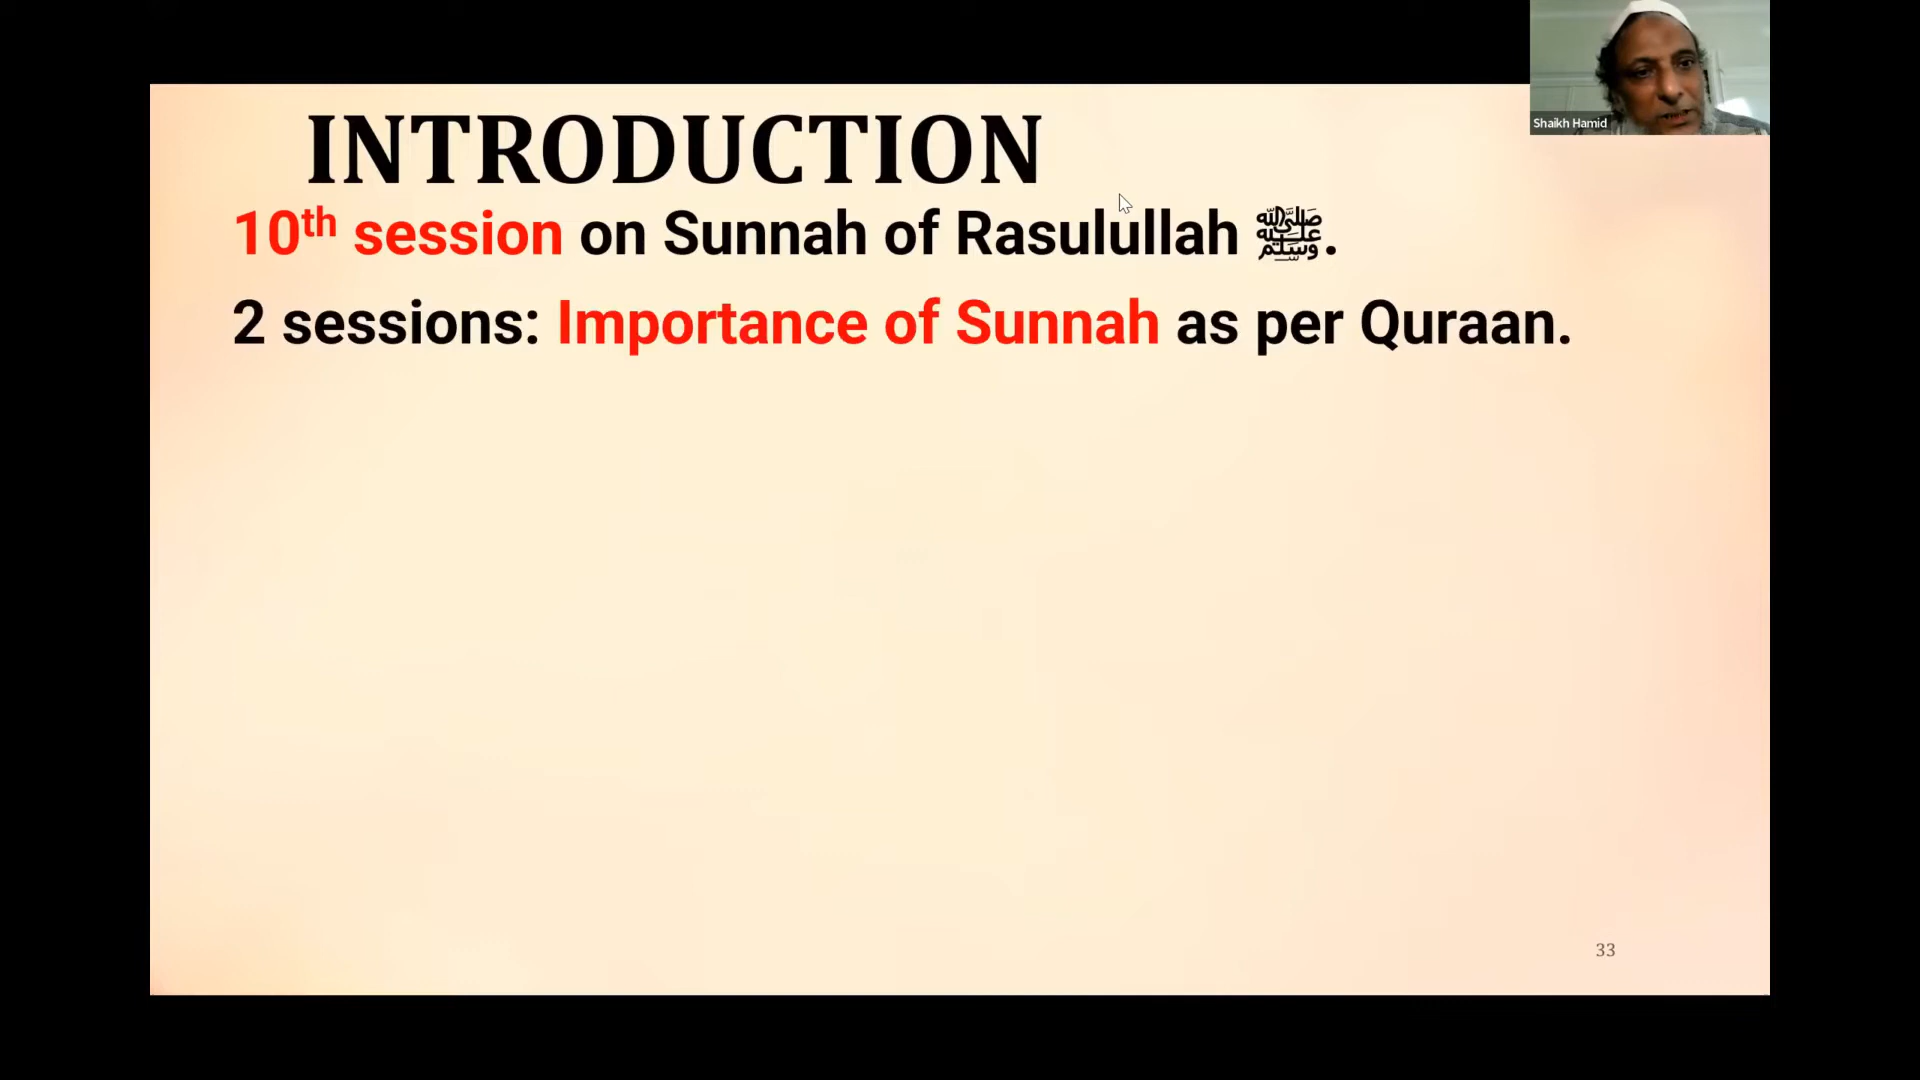 Shaikh Hamid
INTRODUCTION
10th session on Sunnah of Rasulullah ﷺ.
2 sessions: Importance of Sunnah as per Quraan.
33